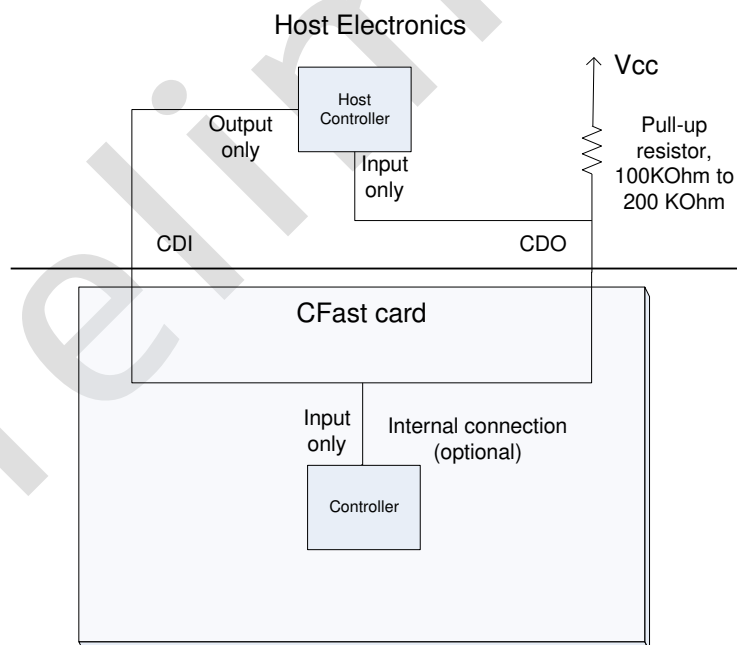 Host Electronics
Vcc
Host
Controller
Output
only
Input
only
Pull-up
resistor,
100KOhm to
200 KOhm
CDI
CDO
CFast card
Input
only
Internal connection
(optional)
Controller
elim